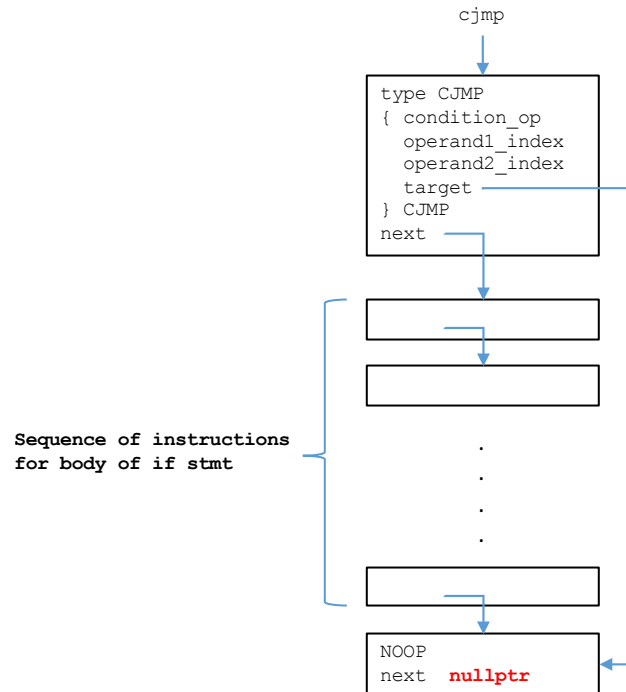 cjmp
type CJMP
{ condition_op
operand1_index
operand2_index
target
} CJMP
next
Sequence of instructions
for body of if stmt
.
.
.
.
NOOP
next nullptr